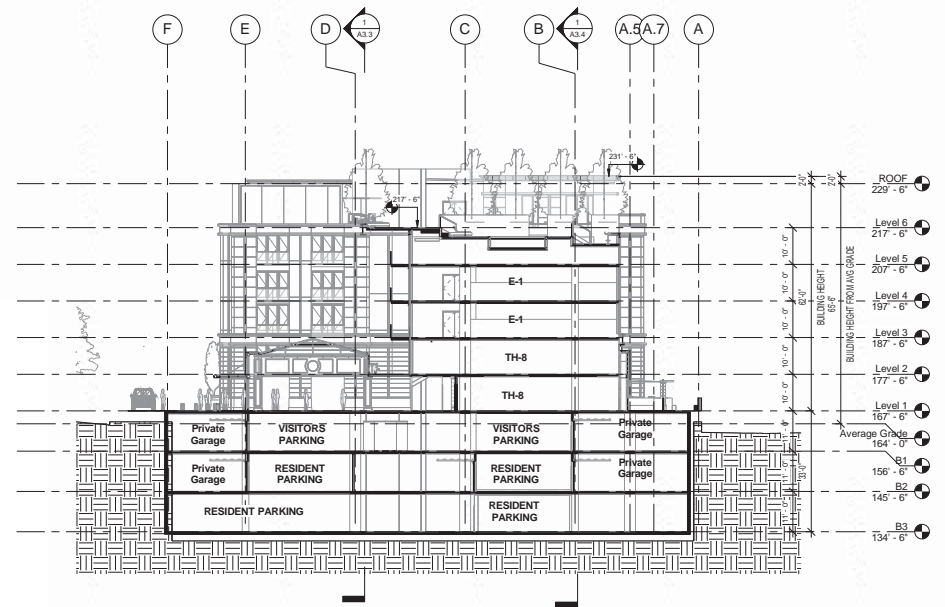 F
E
D
1
A3.3
C
B
1
A3.4
A.5
A.7
A
231' - 6"
217' - 6"
2'-0"
2'-0"
ROOF
229' - 6"
Level 6
217' - 6"
Level 5
207' - 6"
Level 4
197' - 6"
Level 3
187' - 6"
Level 2
177' - 6"
Level 1
167' - 6"
Average Grade
164' - 0"
B1
156' - 6"
B2
145' - 6"
B3
134' - 6"
10' - 0"
10' - 0"
10' - 0"
10' - 0"
10' - 0"
62'-0"
BUILDING HEIGHT
65'-6"
BUILDING HEIGHT FROM AVG GRADE
33'-0"
11' - 0"
11' - 0"
E-1
E-1
TH-8
TH-8
Private
Garage
VISITORS
PARKING
VISITORS
PARKING
Private
Garage
Private
Garage
RESIDENT
PARKING
RESIDENT
PARKING
Private
Garage
RESIDENT PARKING
RESIDENT
PARKING